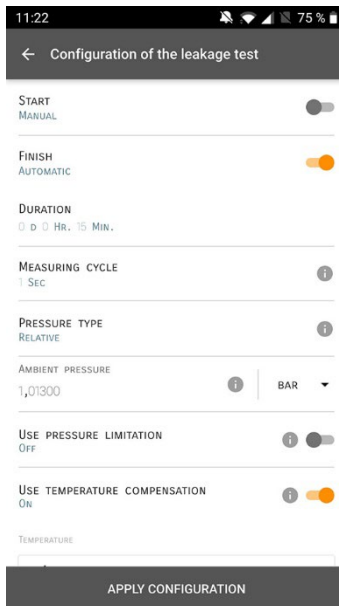 11:22
75 %
Configuration of the leakage test
START
MANUAL
FINISH
AUTOMATIC
DURATION
0 D 0 HR. 15 MIN.
MEASURING CYCLE
1 SEC
PRESSURE TYPE
RELATIVE
AMBIENT PRESSURE
1,01300
BAR
USE PRESSURE LIMITATION
OFF
USE TEMPERATURE COMPENSATION
ON
TEMPERATURE
APPLY CONFIGURATION